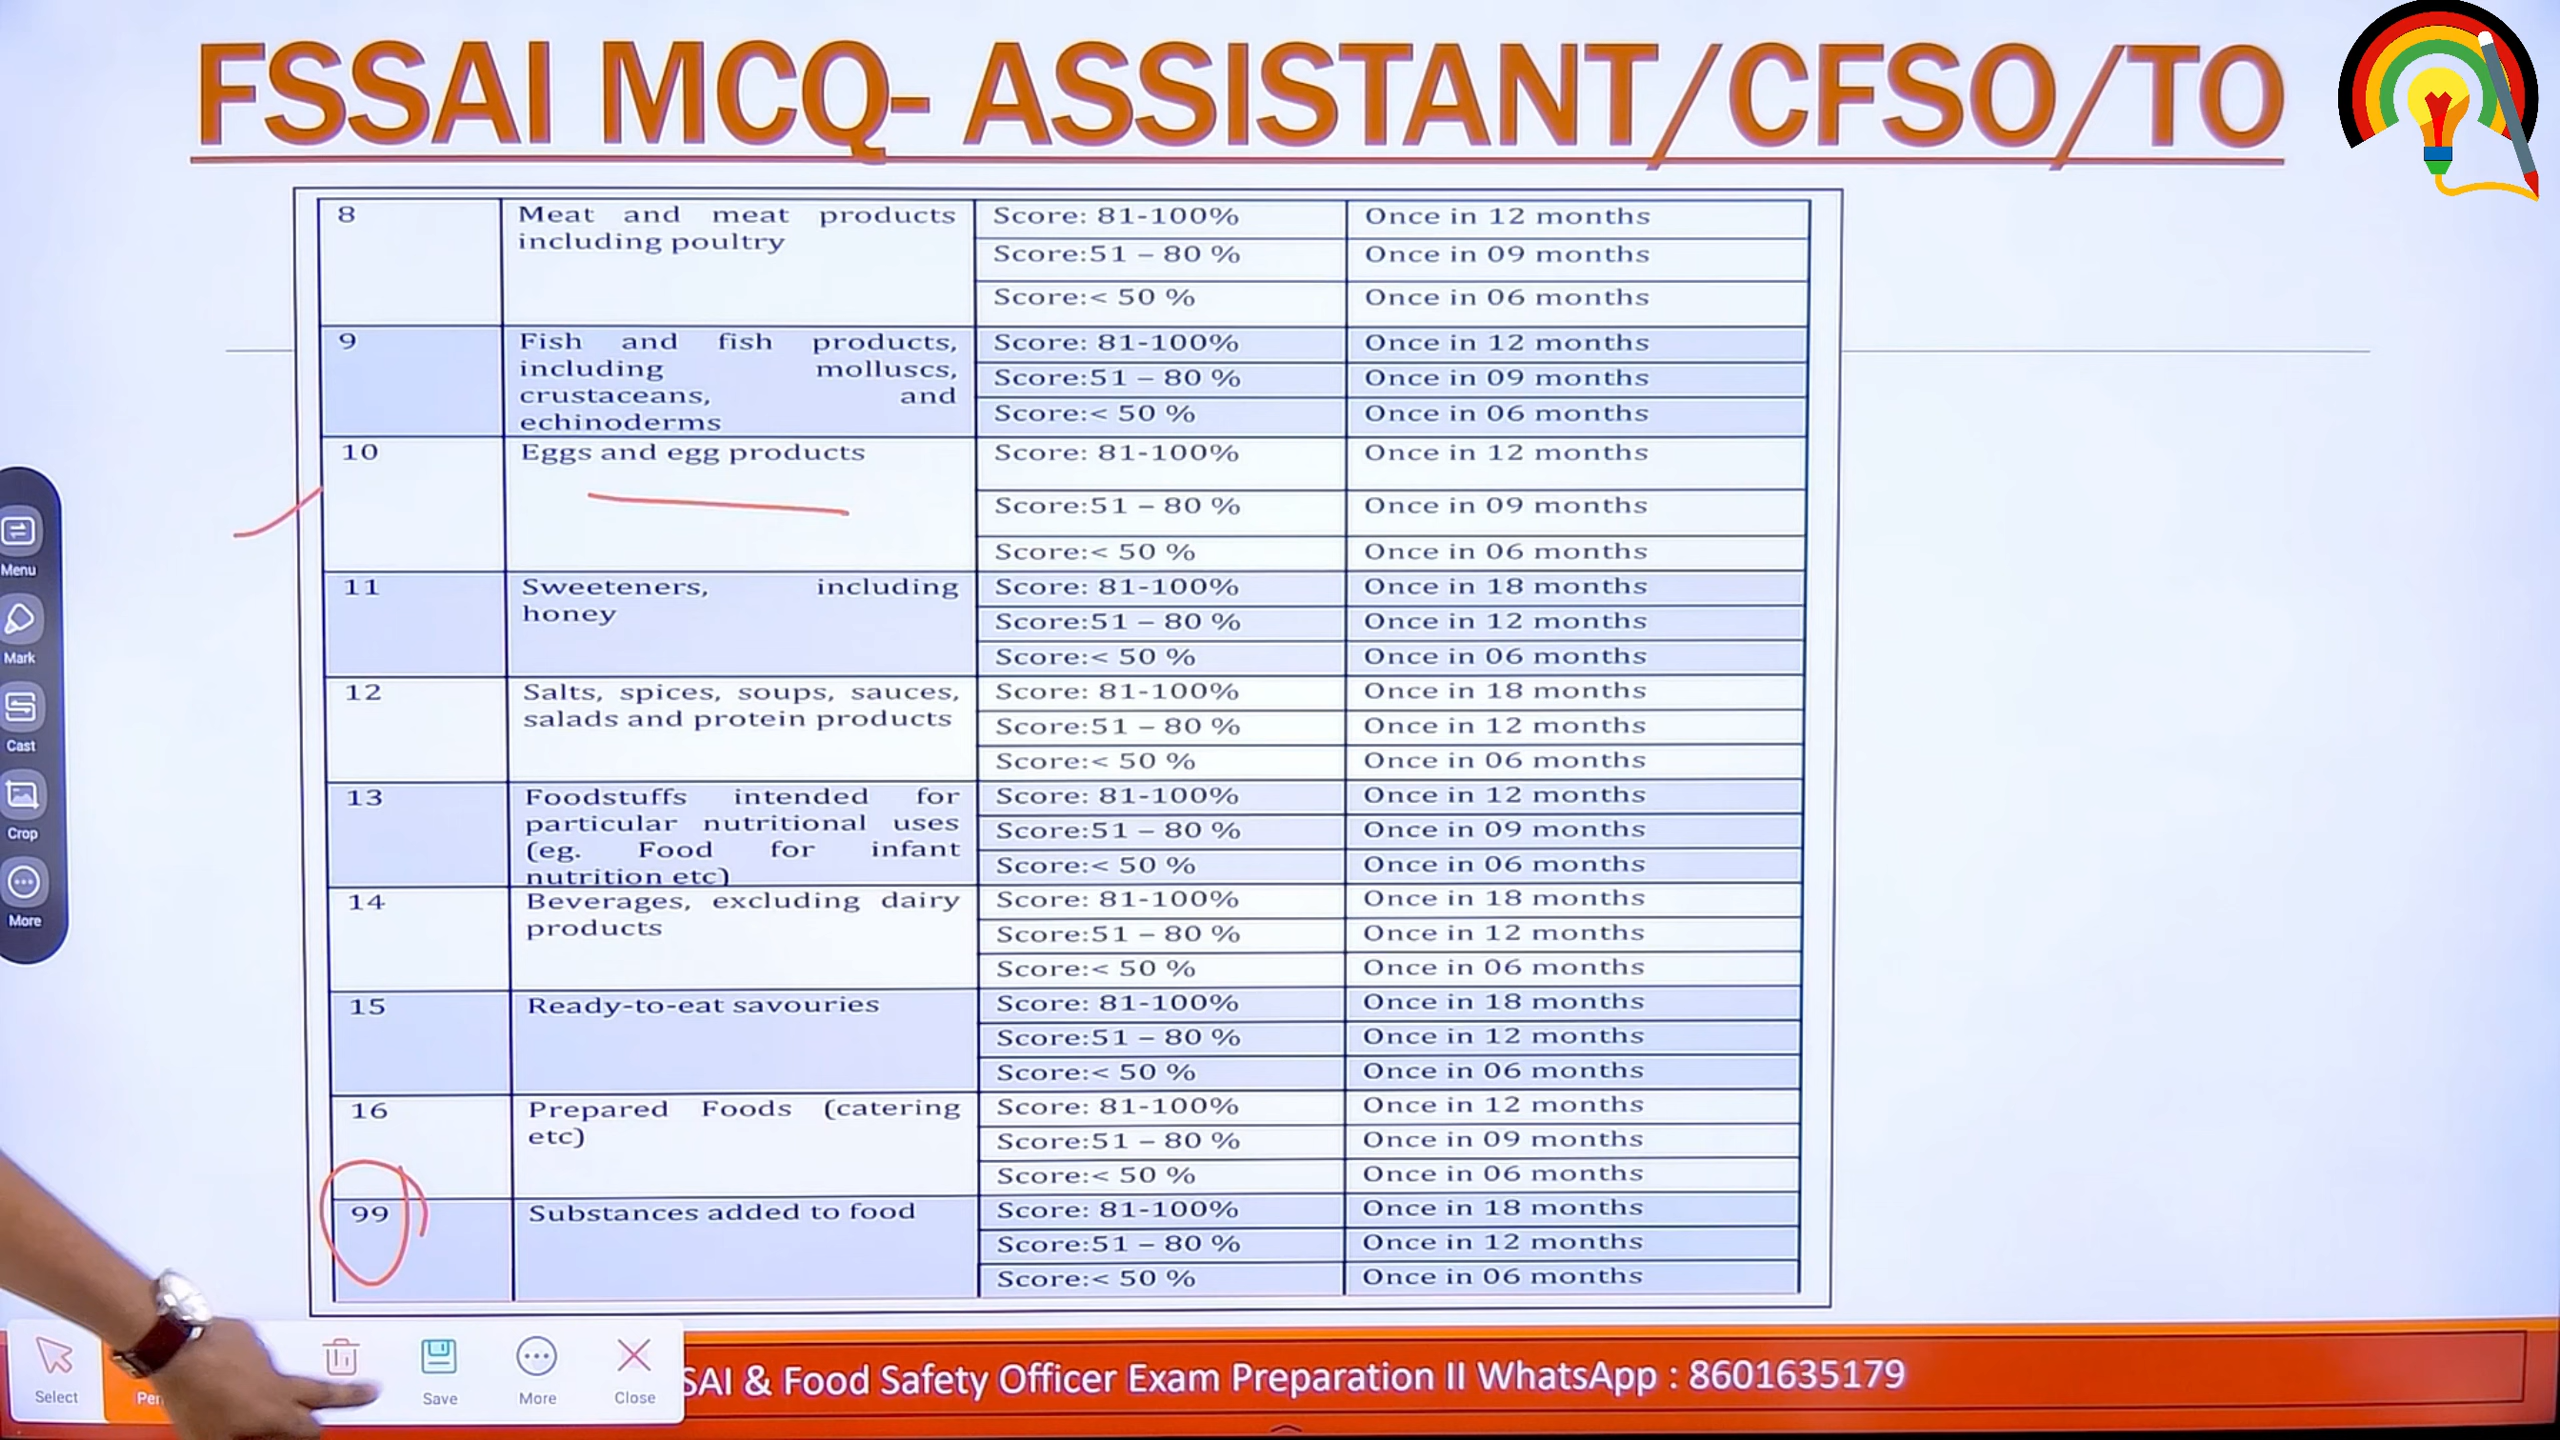 FSSAI MCQ- ASSISTANT/CFSO/TO
8 Meat and meat products Score: 81-100% Once in 12 months
including poultry Score:51 – 80 % Once in 09 months
Score:< 50 % Once in 06 months
9 Fish and fish products, Score: 81-100% Once in 12 months
including molluscs, Score:51 – 80 % Once in 09 months
crustaceans, and Score:< 50 % Once in 06 months
echinoderms
10 Eggs and egg products Score: 81-100% Once in 12 months
Score:51 – 80 % Once in 09 months
Score:< 50 % Once in 06 months
11 Sweeteners, including Score: 81-100% Once in 18 months
honey Score:51 – 80 % Once in 12 months
Score:< 50 % Once in 06 months
12 Salts, spices, soups, sauces, Score: 81-100% Once in 18 months
salads and protein products Score:51 – 80 % Once in 12 months
Score:< 50 % Once in 06 months
13 Foodstuffs intended for Score: 81-100% Once in 12 months
particular nutritional uses Score:51 – 80 % Once in 09 months
(eg. Food for infant Score:< 50 % Once in 06 months
nutrition etc)
14 Beverages, excluding dairy Score: 81-100% Once in 18 months
products Score:51 – 80 % Once in 12 months
Score:< 50 % Once in 06 months
15 Ready-to-eat savouries Score: 81-100% Once in 18 months
Score:51 – 80 % Once in 12 months
Score:< 50 % Once in 06 months
16 Prepared Foods (catering Score: 81-100% Once in 12 months
etc) Score:51 – 80 % Once in 09 months
Score:< 50 % Once in 06 months
99 Substances added to food Score: 81-100% Once in 18 months
Score:51 – 80 % Once in 12 months
Score:< 50 % Once in 06 months
Menu
Mark
Cast
Crop
More
Select
Save
More
Close
SAI & Food Safety Officer Exam Preparation II WhatsApp : 8601635179